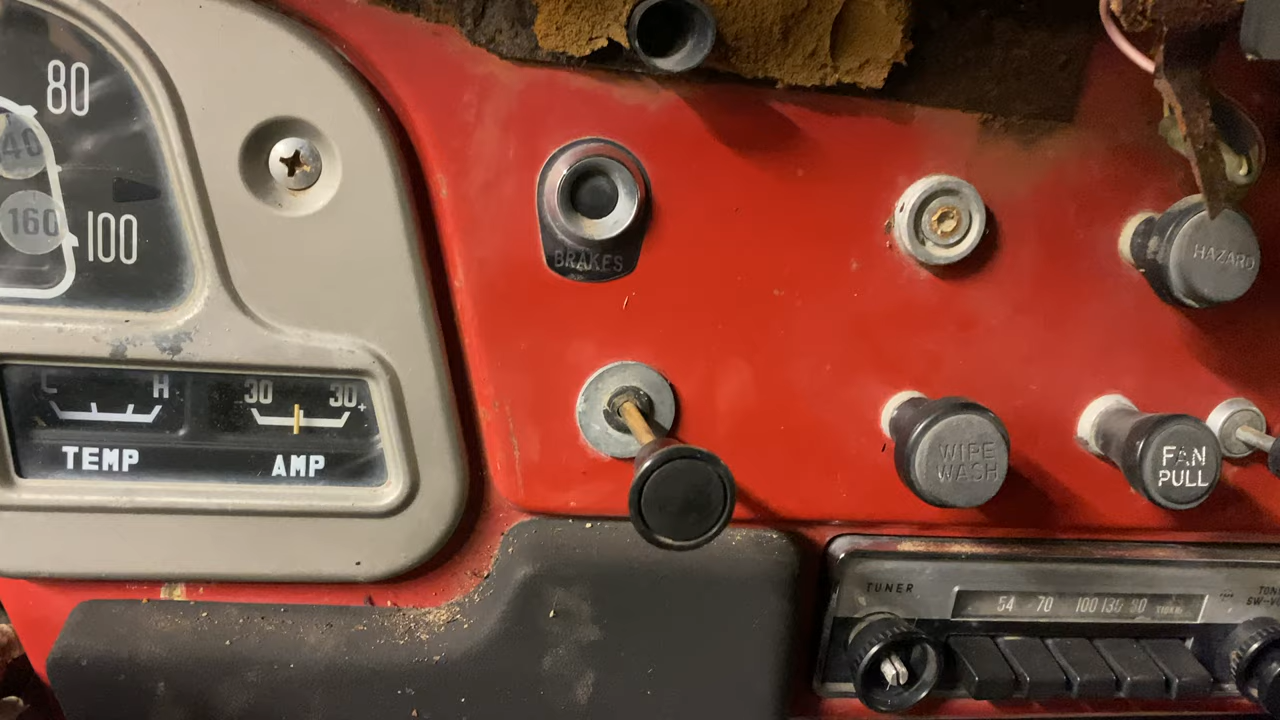 80
40
160
100
BRAKES
HAZARD
C H
30 30+
TEMP
AMP
WIPE
WASH
FAN
PULL
TUNER
54 70 100 130